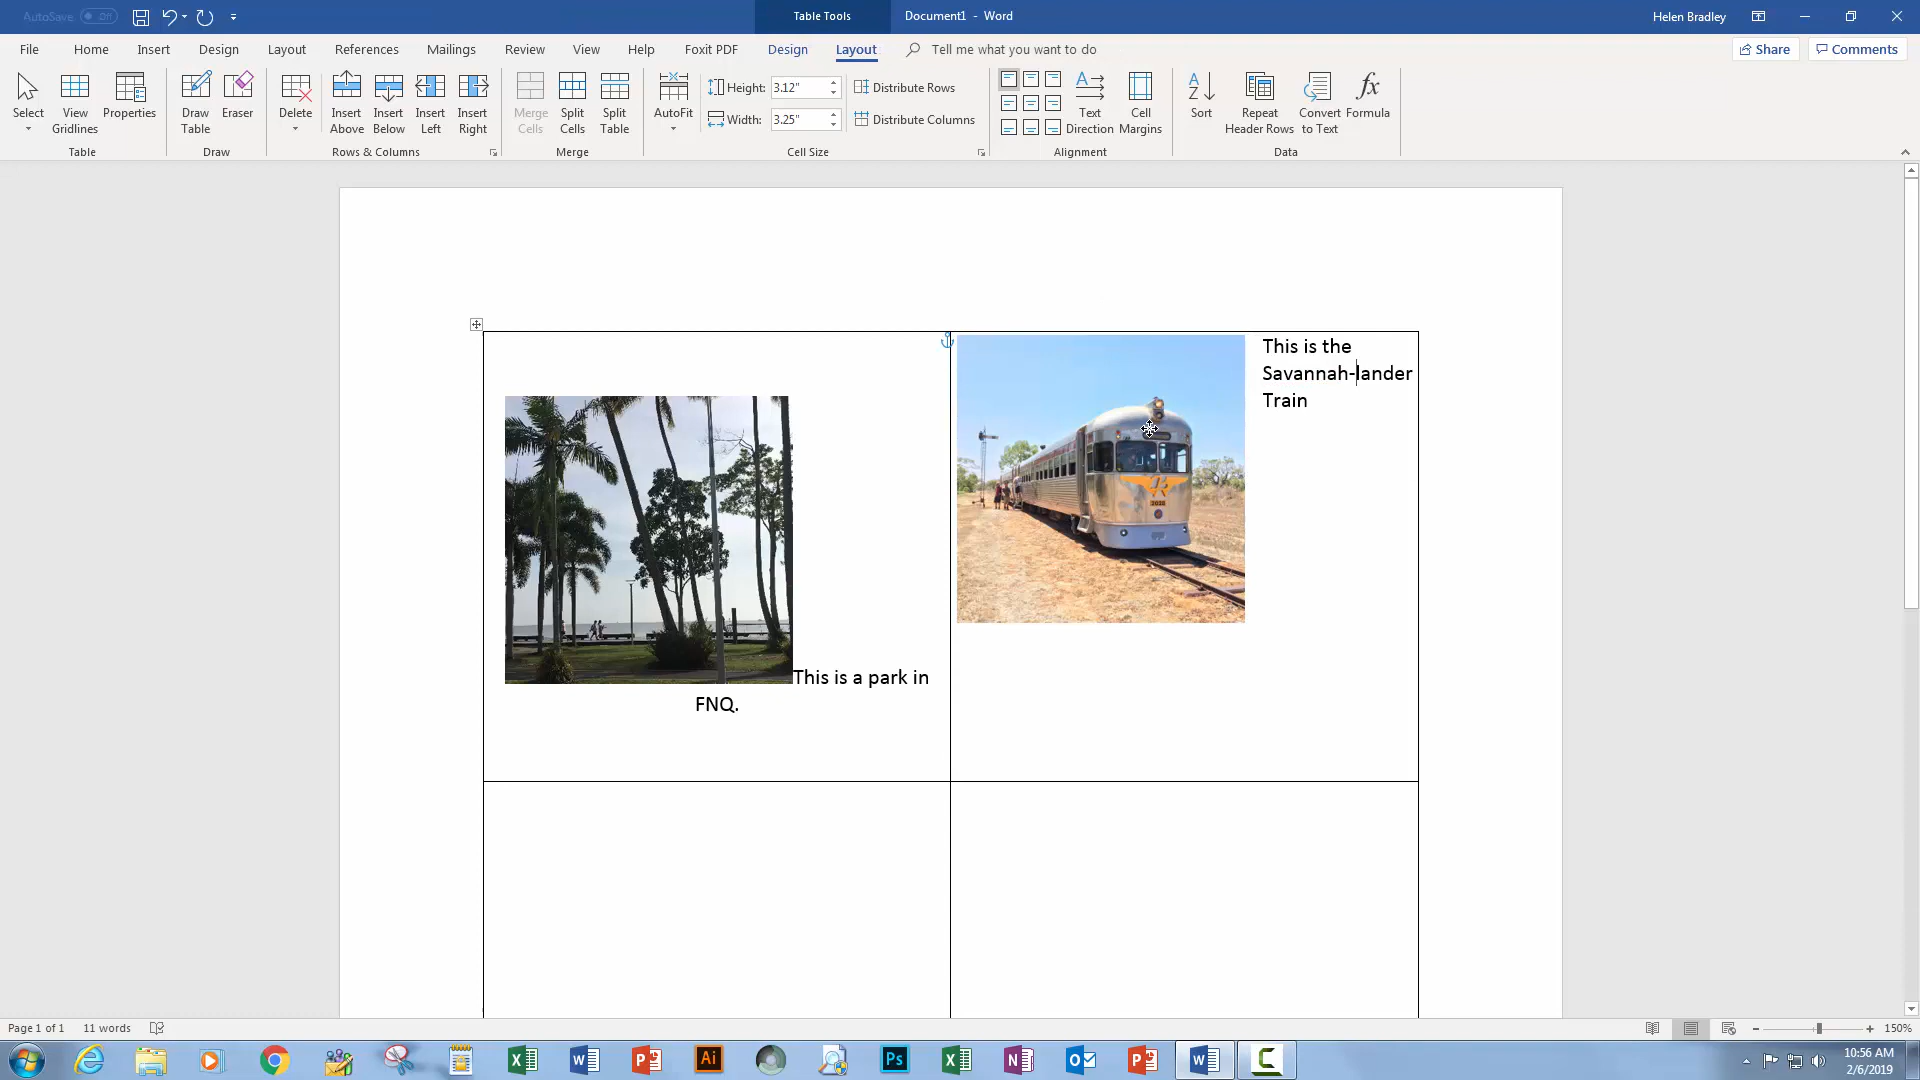 AutoSave Off
Table Tools
Document1 - Word
Helen Bradley
File Home Insert Design Layout References Mailings Review View Help Foxit PDF Design Layout Tell me what you want to do Share Comments
Select View Gridlines Properties
Table
Draw Table Eraser
Draw
Delete Insert Above Insert Below Insert Left Insert Right
Rows & Columns
Merge Cells Split Cells Split Table
Merge
AutoFit
Height: 3.12"
Width: 3.25"
Distribute Rows
Distribute Columns
Cell Size
Text Direction Cell Margins
Alignment
Sort Repeat Header Rows Convert to Text Formula
Data
This is the
Savannah-lander
Train
This is a park in
FNQ.
Page 1 of 1 11 words
150%
10:56 AM
2/6/2019